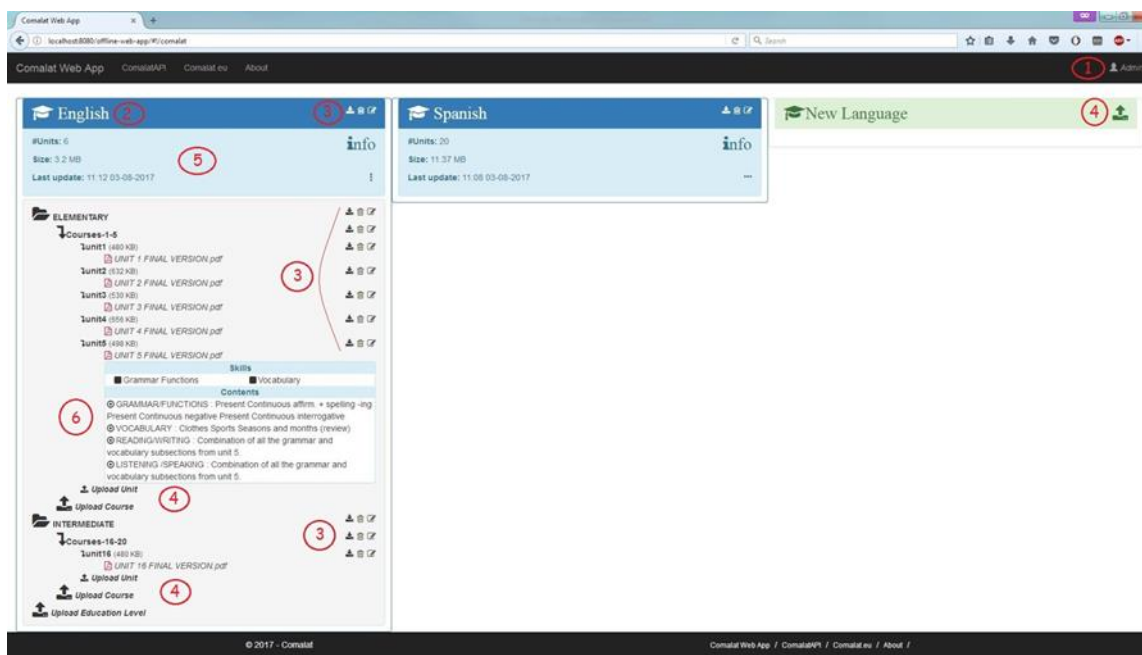 Comalat Web App
localhost:8080/offline-web-app/#!/comalat
Search
Comalat Web App ComalatAPI Comalat.eu About
1 Admin
English 2 3
#Units: 6 info
Size: 3.2 MB 5
Last update: 11:12 03-08-2017
Spanish
#Units: 20 info
Size: 11.37 MB
Last update: 11:08 03-08-2017
New Language 4
ELEMENTARY
Courses-1-5
unit1 (460 KB)
UNIT 1 FINAL VERSION.pdf
unit2 (632 KB)
UNIT 2 FINAL VERSION.pdf
3
unit3 (530 KB)
UNIT 3 FINAL VERSION.pdf
unit4 (556 KB)
UNIT 4 FINAL VERSION.pdf
unit5 (498 KB)
UNIT 5 FINAL VERSION.pdf
Skills
Grammar Functions Vocabulary
Contents
GRAMMAR/FUNCTIONS : Present Continuous affirm. + spelling -ing
Present Continuous negative Present Continuous interrogative
6
VOCABULARY : Clothes Sports Seasons and months (review)
READING/WRITING : Combination of all the grammar and
vocabulary subsections from unit 5.
LISTENING /SPEAKING : Combination of all the grammar and
vocabulary subsections from unit 5.
Upload Unit
4
Upload Course
INTERMEDIATE
3
Courses-16-20
unit16 (480 KB)
UNIT 16 FINAL VERSION.pdf
Upload Unit
4
Upload Course
Upload Education Level
© 2017 - Comalat
Comalat Web App / ComalatAPI / Comalat.eu / About /